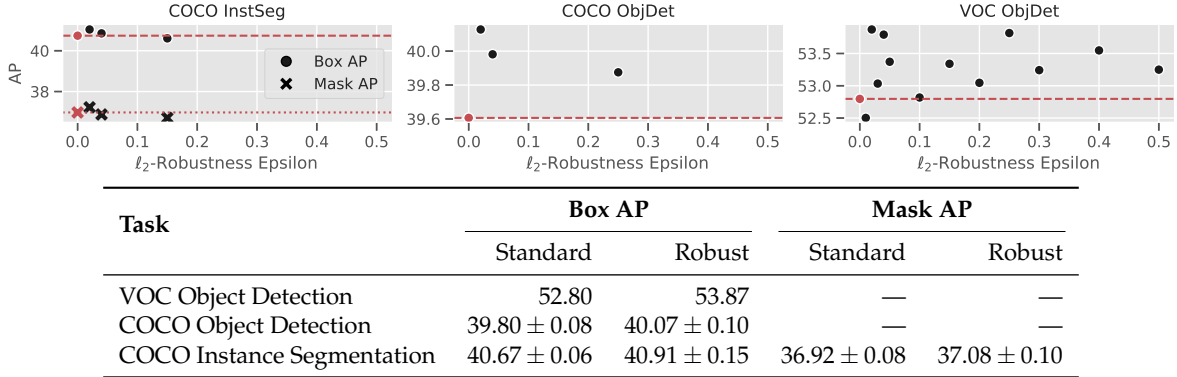 COCO InstSeg
40
38
AP
Box AP
Mask AP
0.0 0.1 0.2 0.3 0.4 0.5
ℓ2-Robustness Epsilon
COCO ObjDet
40.0
39.8
39.6
0.0 0.1 0.2 0.3 0.4 0.5
ℓ2-Robustness Epsilon
VOC ObjDet
53.5
53.0
52.5
0.0 0.1 0.2 0.3 0.4 0.5
ℓ2-Robustness Epsilon
Task Box AP Mask AP
Standard Robust Standard Robust
VOC Object Detection 52.80 53.87 — —
COCO Object Detection 39.80 ± 0.08 40.07 ± 0.10 — —
COCO Instance Segmentation 40.67 ± 0.06 40.91 ± 0.15 36.92 ± 0.08 37.08 ± 0.10